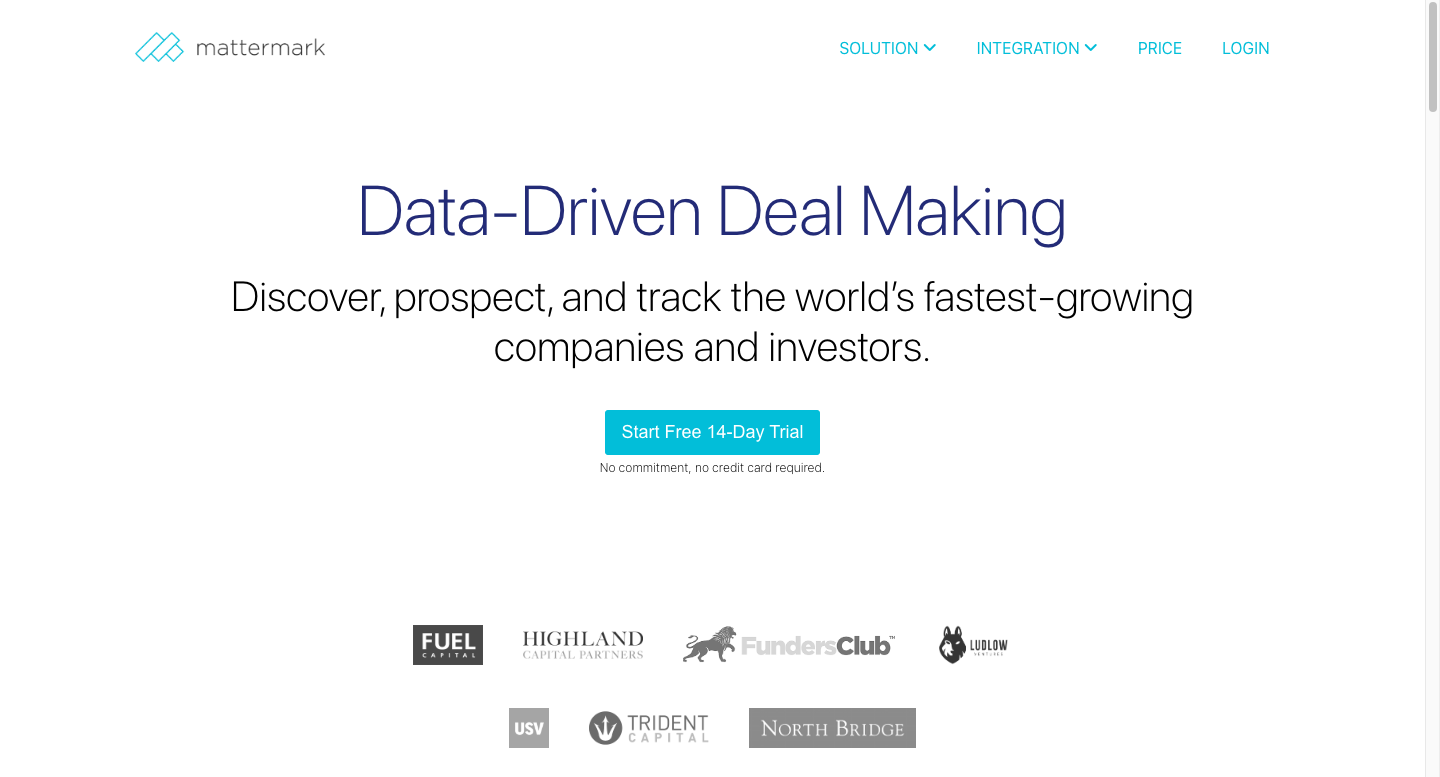 mattermark
SOLUTION
INTEGRATION
PRICE
LOGIN
Data-Driven Deal Making
Discover, prospect, and track the world's fastest-growing
companies and investors.
Start Free 14-Day Trial
No commitment, no credit card required.
FUEL
CAPITAL
HIGHLAND
CAPITAL PARTNERS
FundersClub™
LUDLOW
VENTURES
USV
TRIDENT
CAPITAL
NORTH BRIDGE